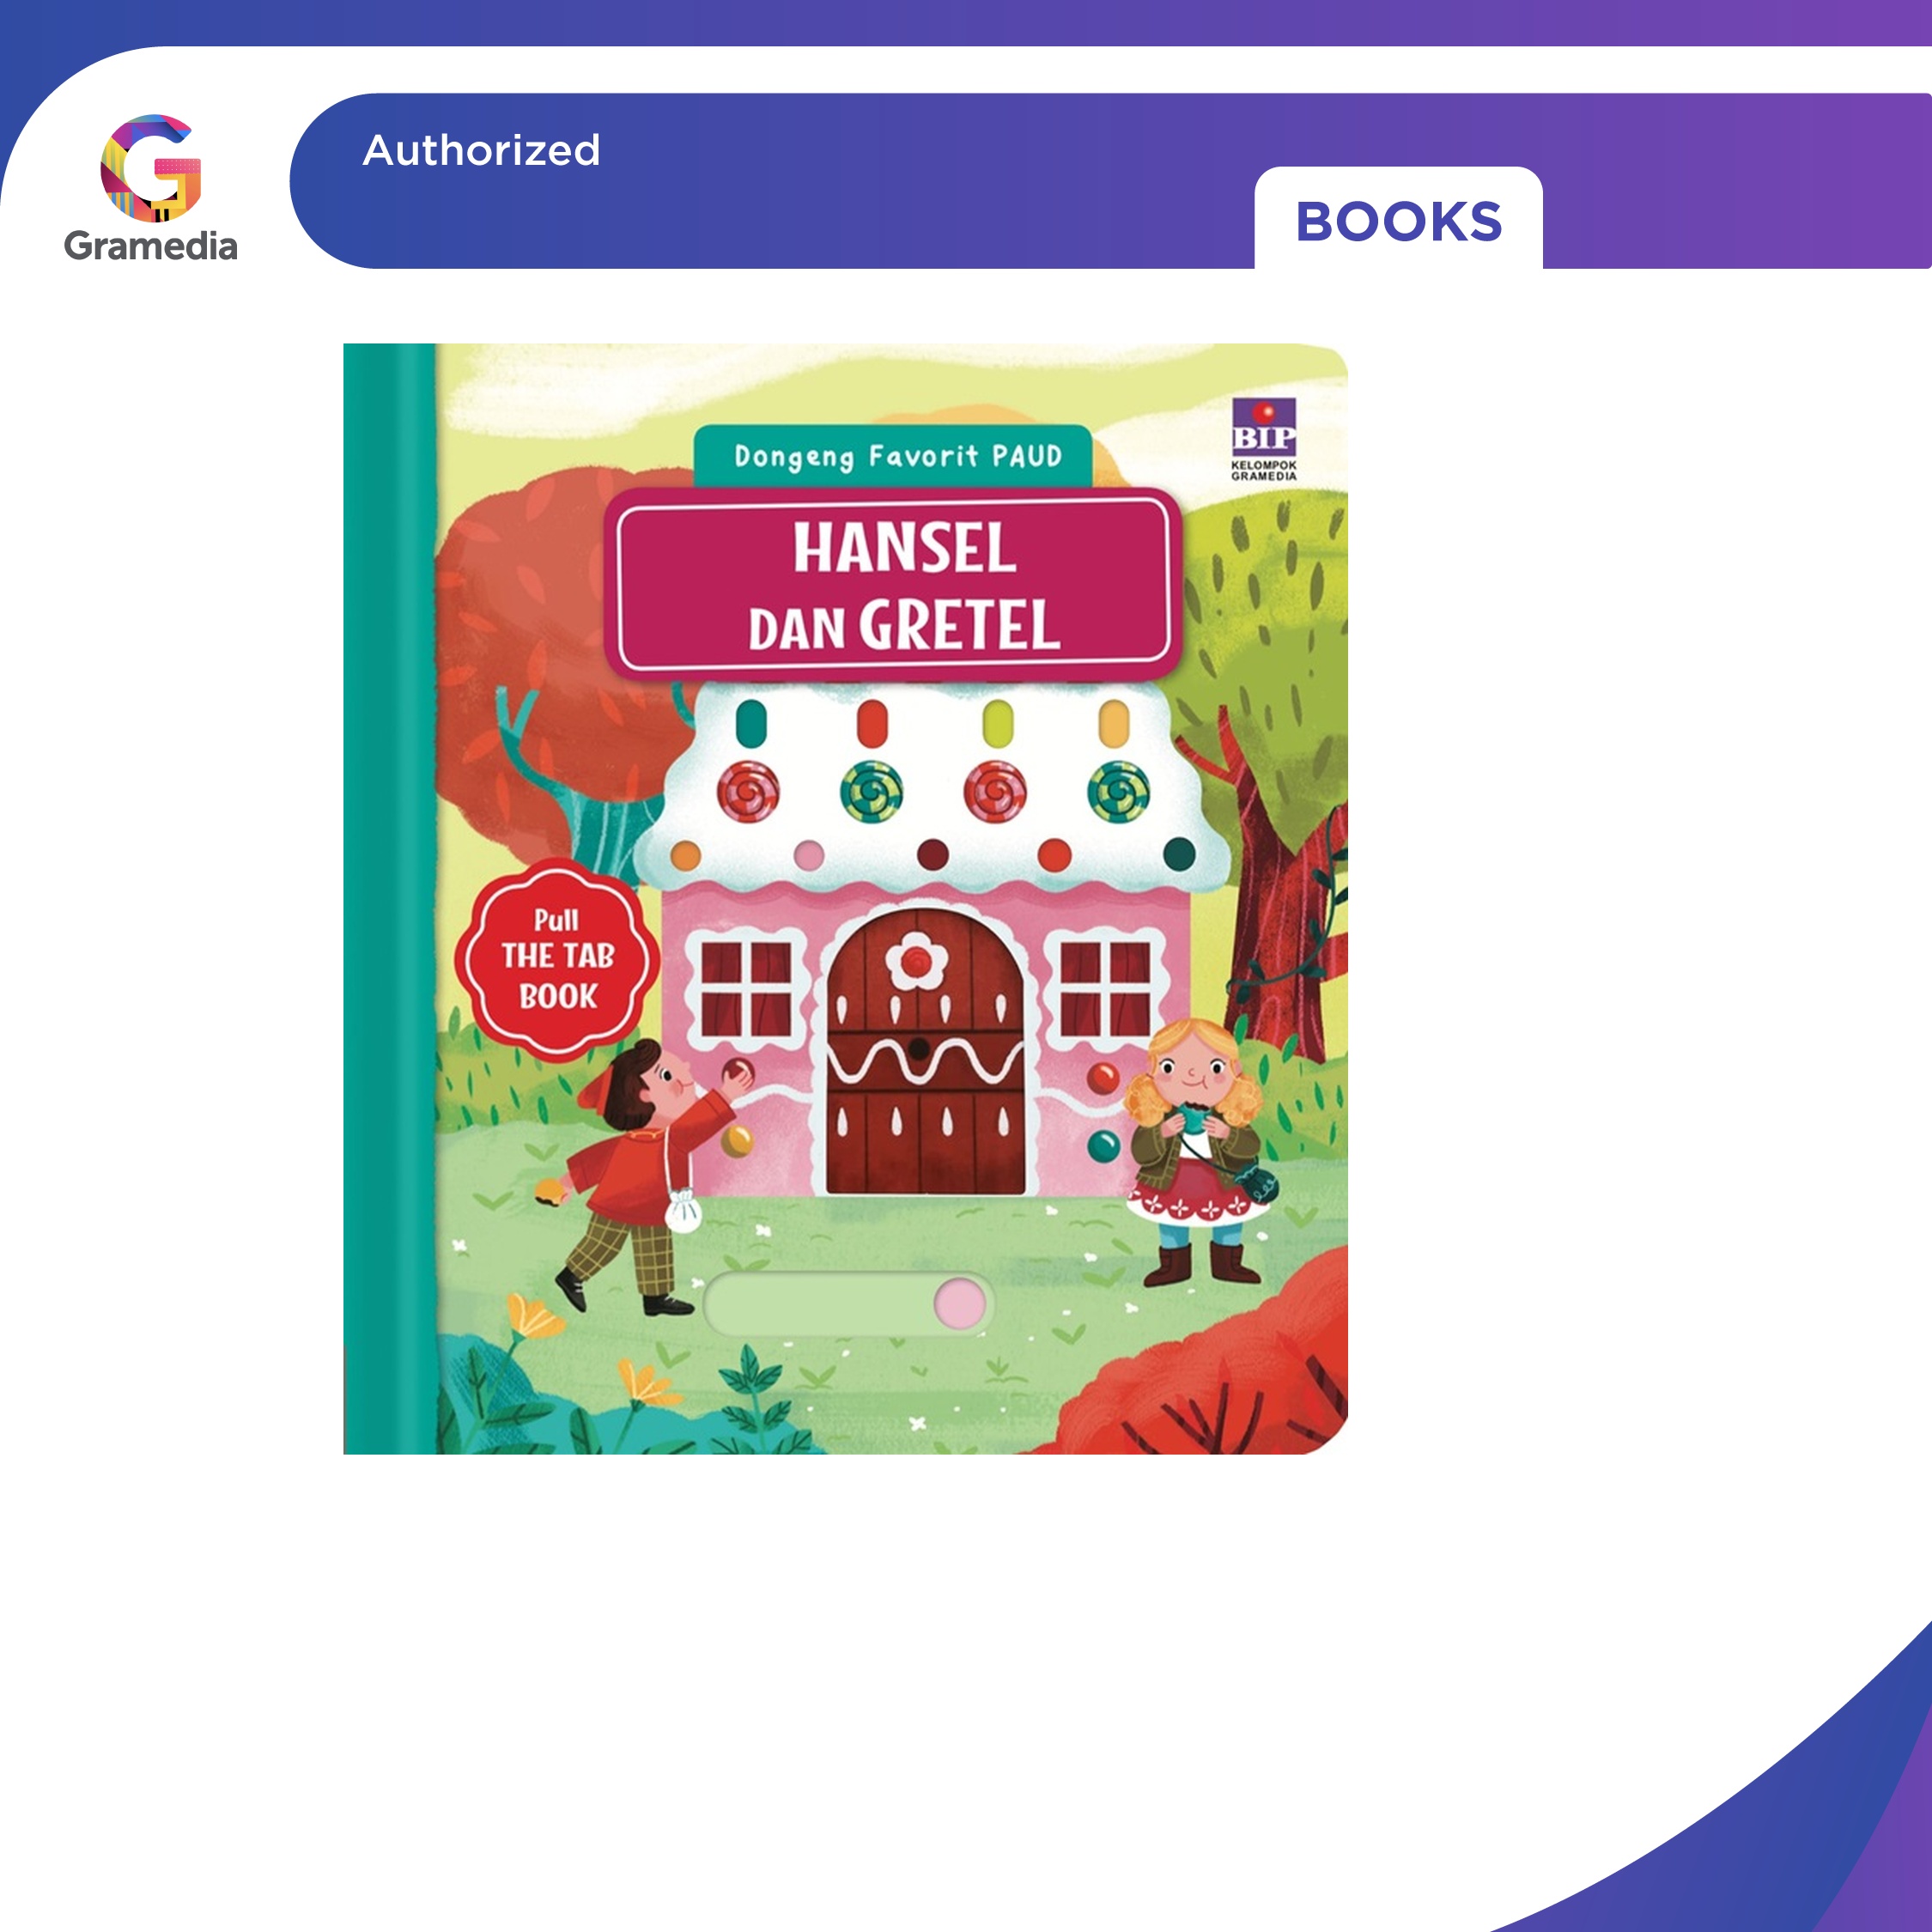 Authorized
BOOKS
Gramedia
Dongeng Favorit PAUD
BIP
KELOMPOK
GRAMEDIA
HANSEL
DAN GRETEL
Pull
THE TAB
BOOK